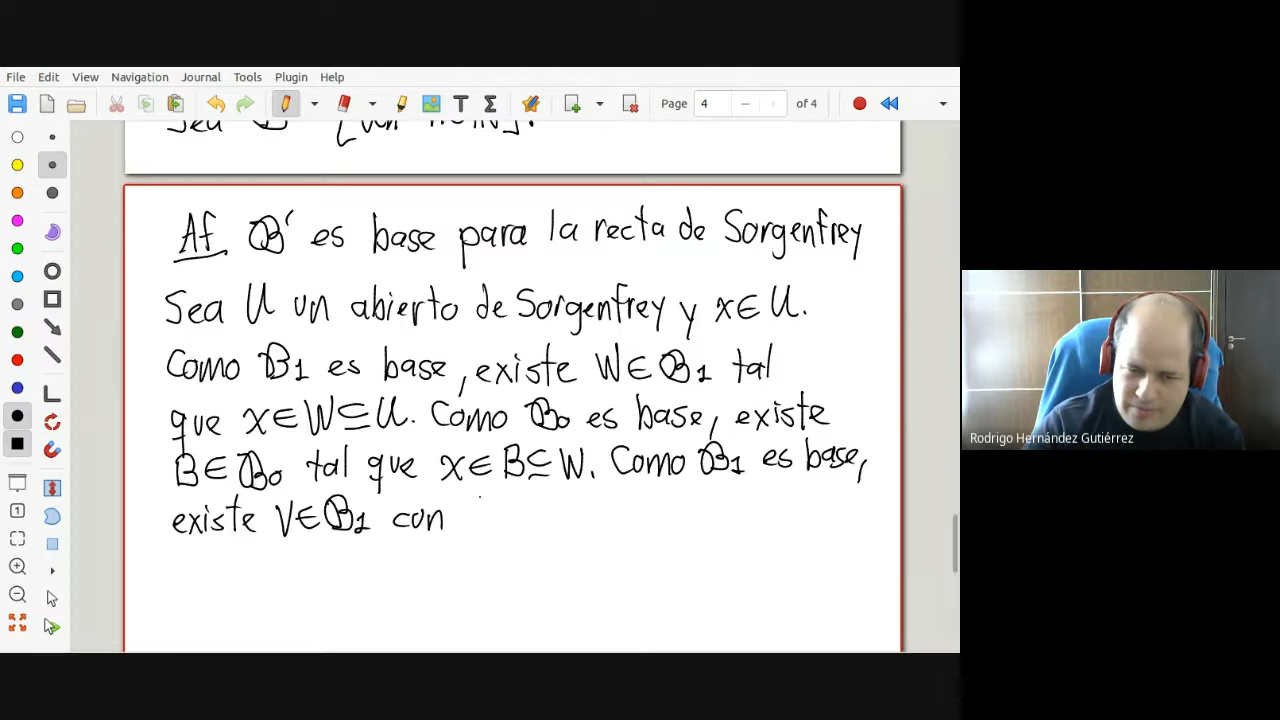 File Edit View Navigation Journal Tools Plugin Help
Page 4 of 4
Sea
Af. ℬ' es base para la recta de Sorgenfrey
Sea U un abierto de Sorgenfrey y x∈U.
Como ℬ1 es base, existe W∈ℬ1 tal
que x∈W⊆U. Como ℬ0 es base, existe
B∈ℬ0 tal que x∈B⊆W. Como ℬ1 es base,
existe V∈ℬ1 con
Rodrigo Hernández Gutiérrez